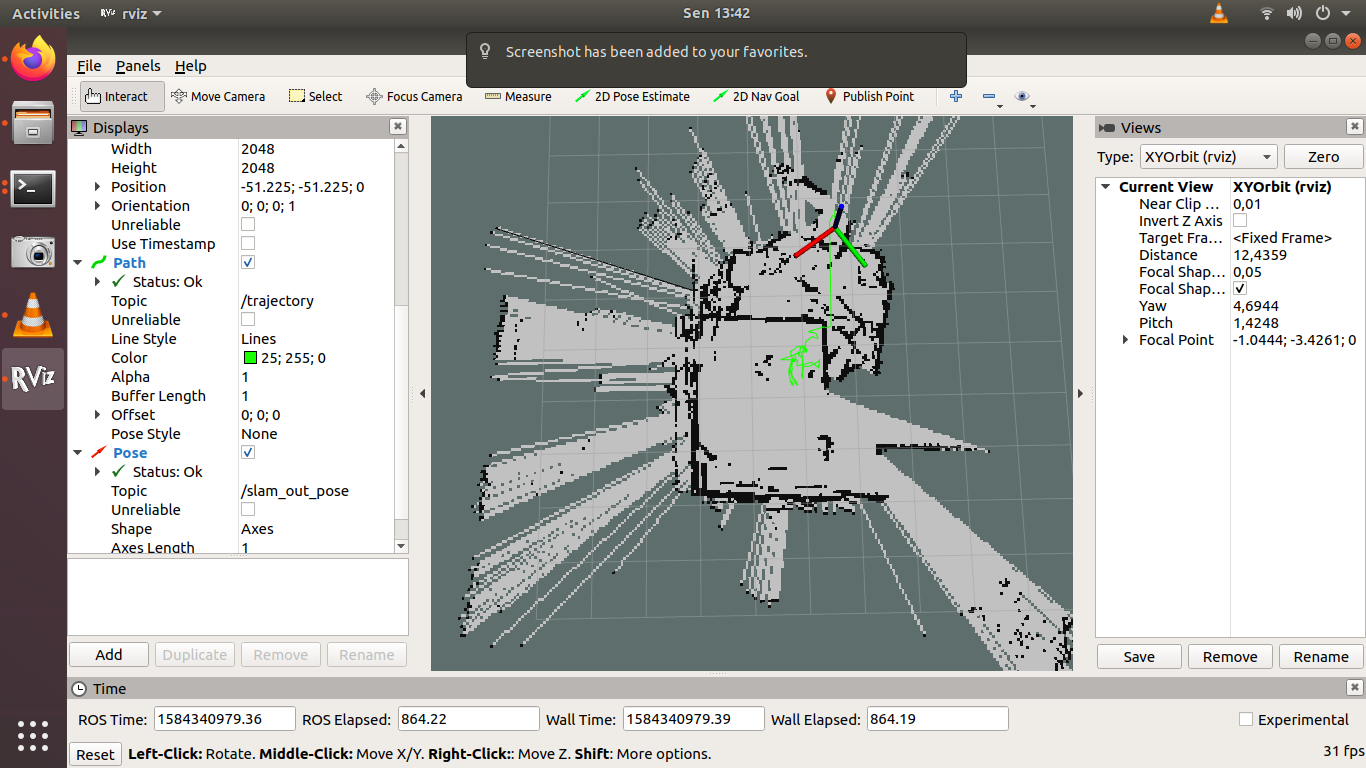 Activities RViz rviz Sen 13:42
Screenshot has been added to your favorites.
File Panels Help
Interact Move Camera Select Focus Camera Measure 2D Pose Estimate 2D Nav Goal Publish Point
Displays
Width 2048
Height 2048
Position -51.225; -51.225; 0
Orientation 0; 0; 0; 1
Unreliable
Use Timestamp
Path
Status: Ok
Topic /trajectory
Unreliable
Line Style Lines
Color 25; 255; 0
Alpha 1
Buffer Length 1
Offset 0; 0; 0
Pose Style None
Pose
Status: Ok
Topic /slam_out_pose
Unreliable
Shape Axes
Axes Length 1
Add Duplicate Remove Rename
Views
Type: XYOrbit (rviz) Zero
Current View XYOrbit (rviz)
Near Clip ... 0,01
Invert Z Axis
Target Fra... <Fixed Frame>
Distance 12,4359
Focal Shap... 0,05
Focal Shap...
Yaw 4,6944
Pitch 1,4248
Focal Point -1.0444; -3.4261; 0
Save Remove Rename
RViz
Time
ROS Time: 1584340979.36 ROS Elapsed: 864.22 Wall Time: 1584340979.39 Wall Elapsed: 864.19 Experimental
Reset Left-Click: Rotate. Middle-Click: Move X/Y. Right-Click:: Move Z. Shift: More options. 31 fps